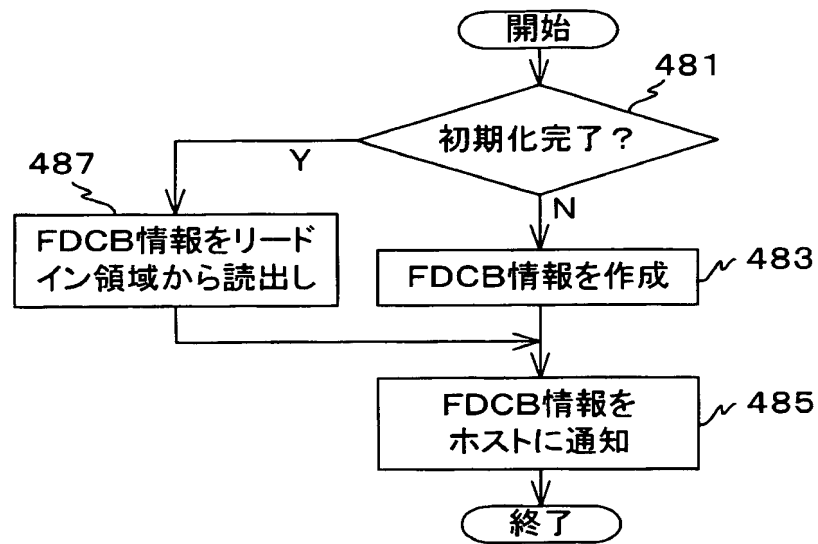 開始
481
初期化完了?
Y
N
487
FDCB情報をリード
イン領域から読出し
FDCB情報を作成
483
FDCB情報を
ホストに通知
485
終了